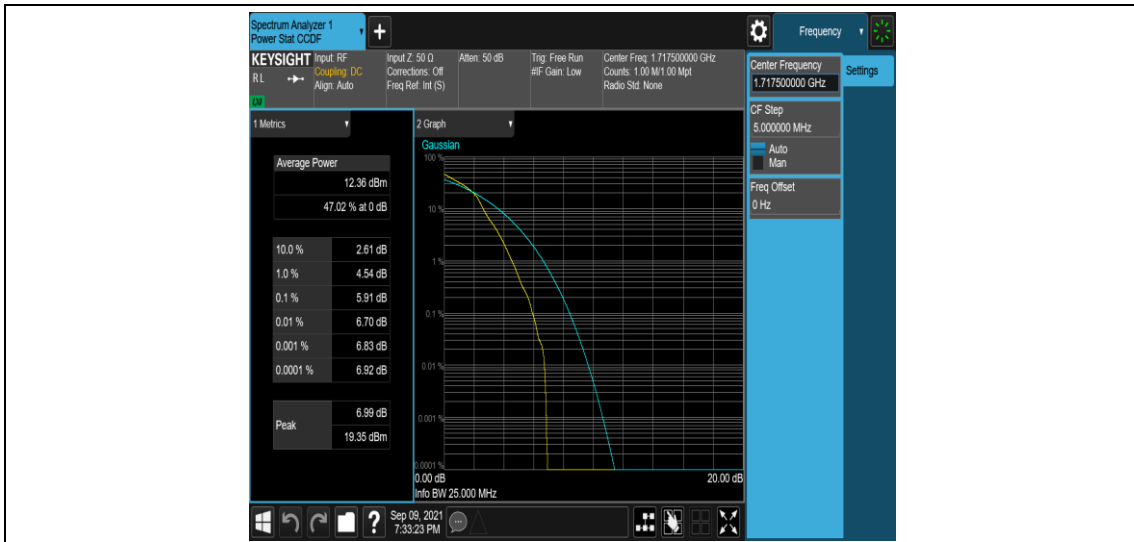 Spectrum Analyzer 1
Power Stat CCDF
Frequency
KEYSIGHT
Input: RF
Coupling: DC
Align: Auto
RL
LXI
Input Z: 50 Ω
Corrections: Off
Freq Ref: Int (S)
Atten: 50 dB
Trig: Free Run
#IF Gain: Low
Center Freq: 1.717500000 GHz
Counts: 1.00 M/1.00 Mpt
Radio Std: None
Center Frequency
1.717500000 GHz
Settings
CF Step
5.000000 MHz
Auto
Man
Freq Offset
0 Hz
1 Metrics
Average Power
12.36 dBm
47.02 % at 0 dB
10.0 % 2.61 dB
1.0 % 4.54 dB
0.1 % 5.91 dB
0.01 % 6.70 dB
0.001 % 6.83 dB
0.0001 % 6.92 dB
Peak
6.99 dB
19.35 dBm
2 Graph
Gaussian
100 %
10 %
1 %
0.1 %
0.01 %
0.001 %
0.0001 %
0.00 dB 20.00 dB
Info BW 25.000 MHz
Sep 09, 2021
7:33:23 PM